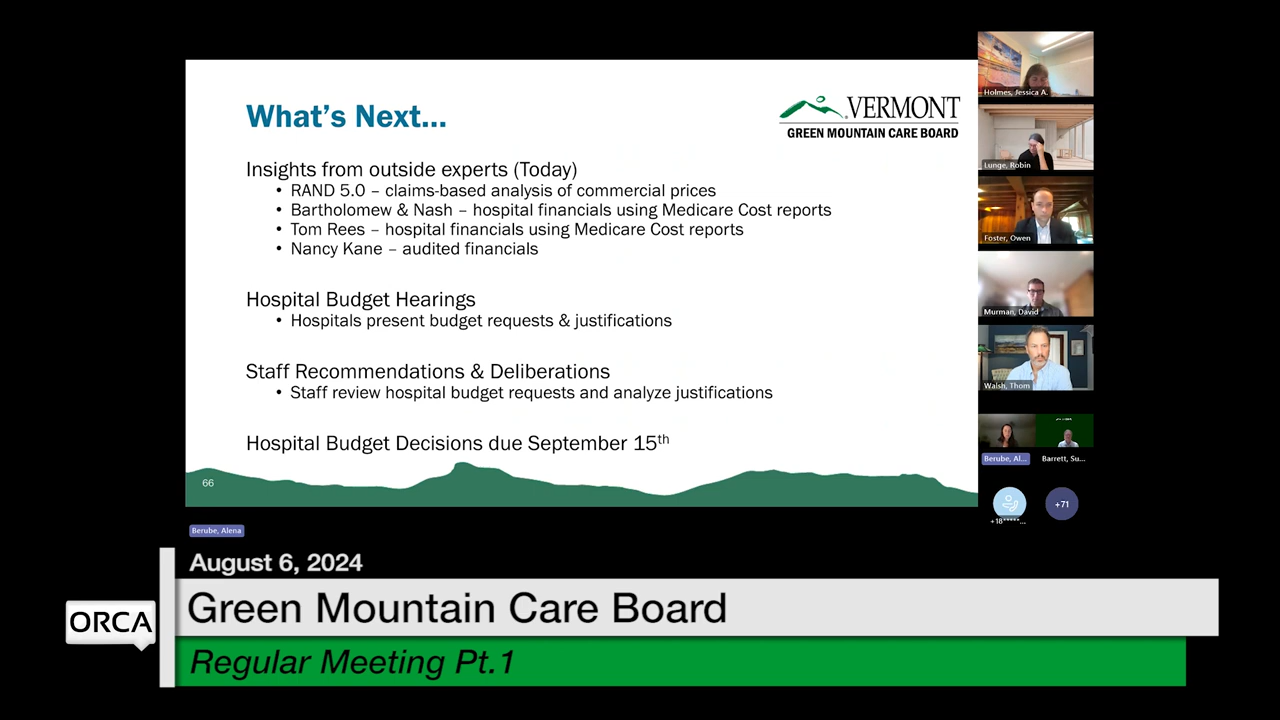 What's Next...
VERMONT
GREEN MOUNTAIN CARE BOARD
Insights from outside experts (Today)
• RAND 5.0 – claims-based analysis of commercial prices
• Bartholomew & Nash – hospital financials using Medicare Cost reports
• Tom Rees – hospital financials using Medicare Cost reports
• Nancy Kane – audited financials
Hospital Budget Hearings
• Hospitals present budget requests & justifications
Staff Recommendations & Deliberations
• Staff review hospital budget requests and analyze justifications
Hospital Budget Decisions due September 15th
66
Holmes, Jessica A.
Lunge, Robin
Foster, Owen
Murman, David
Walsh, Thom
Berube, Al...
Barrett, Su...
+18*****...
+71
Berube, Alena
August 6, 2024
ORCA
Green Mountain Care Board
Regular Meeting Pt.1